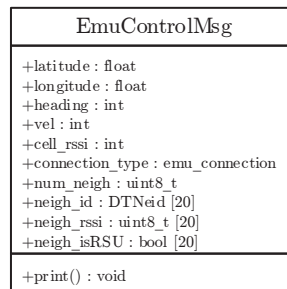 EmuControlMsg
+latitude : float
+longitude : float
+heading : int
+vel : int
+cell_rssi : int
+connection_type : emu_connection
+num_neigh : uint8_t
+neigh_id : DTNeid [20]
+neigh_rssi : uint8_t [20]
+neigh_isRSU : bool [20]
+print() : void